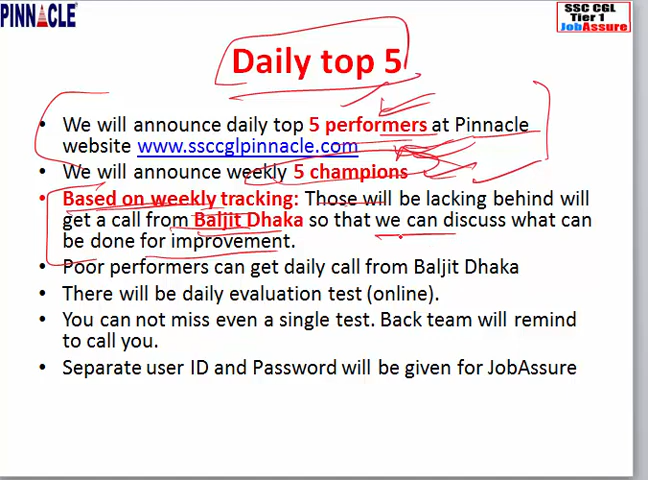 PINNACLE
SSC CGL
Tier 1
JobAssure
Daily top 5
• We will announce daily top 5 performers at Pinnacle
website www.ssccglpinnacle.com
• We will announce weekly 5 champions
• Based on weekly tracking: Those will be lacking behind will
get a call from Baljit Dhaka so that we can discuss what can
be done for improvement.
• Poor performers can get daily call from Baljit Dhaka
• There will be daily evaluation test (online).
• You can not miss even a single test. Back team will remind
to call you.
• Separate user ID and Password will be given for JobAssure